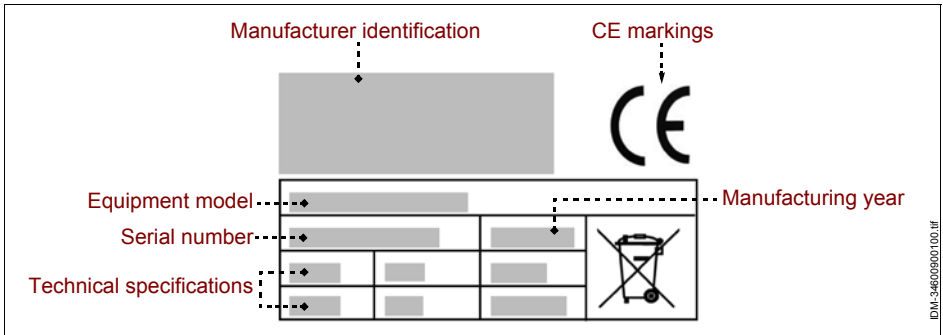 Manufacturer identification
CE markings
CE
Equipment model
Manufacturing year
Serial number
Technical specifications
IDM-34600900100.tif